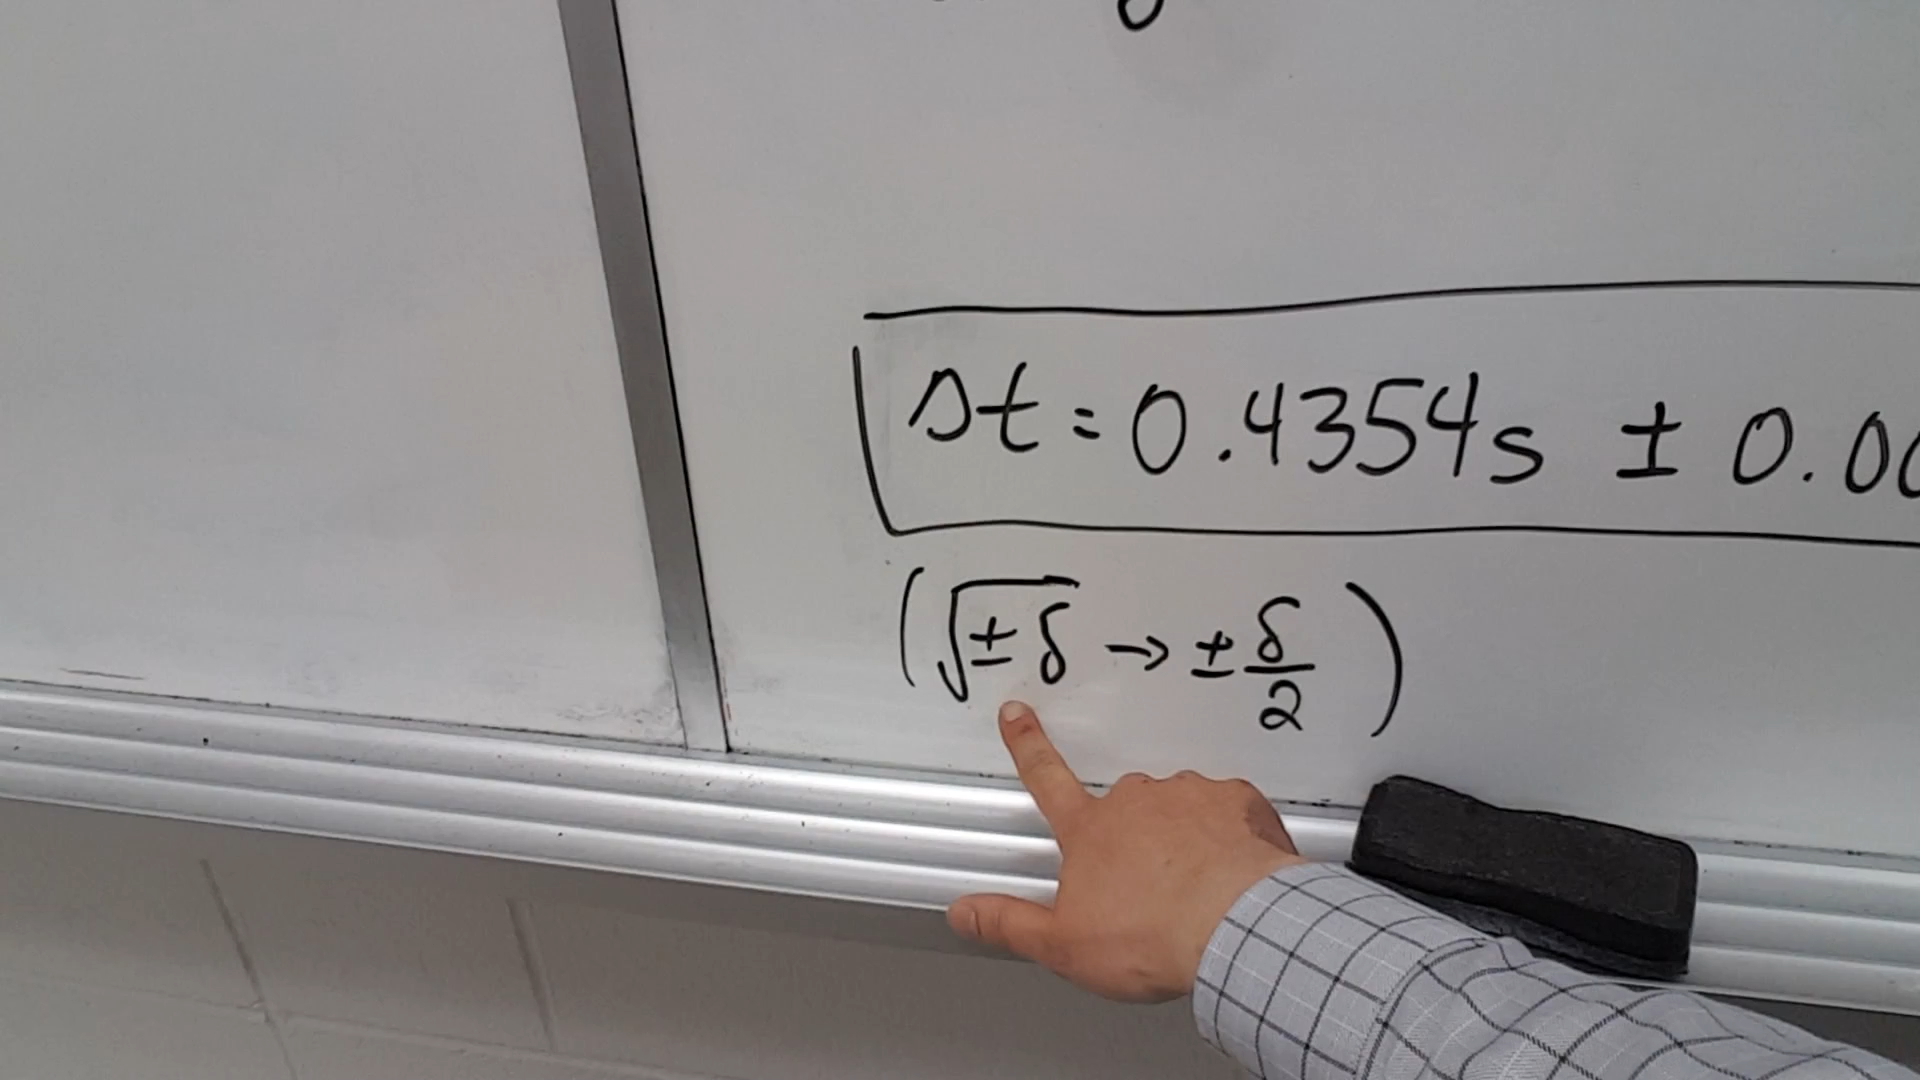 Δt = 0.4354s ± 0.00
(√±δ → ± δ/2)